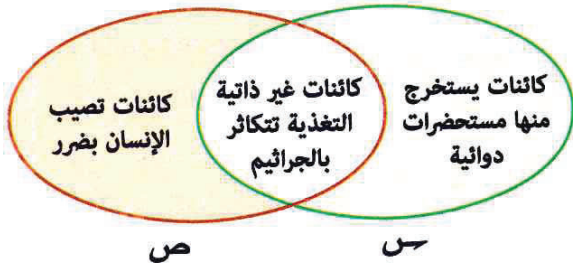 كائنات يستخرج
منها مستحضرات
دوائية
كائنات غير ذاتية
التغذية تتكاثر
بالجراثيم
كائنات تصيب
الإنسان بضرر
س
ص